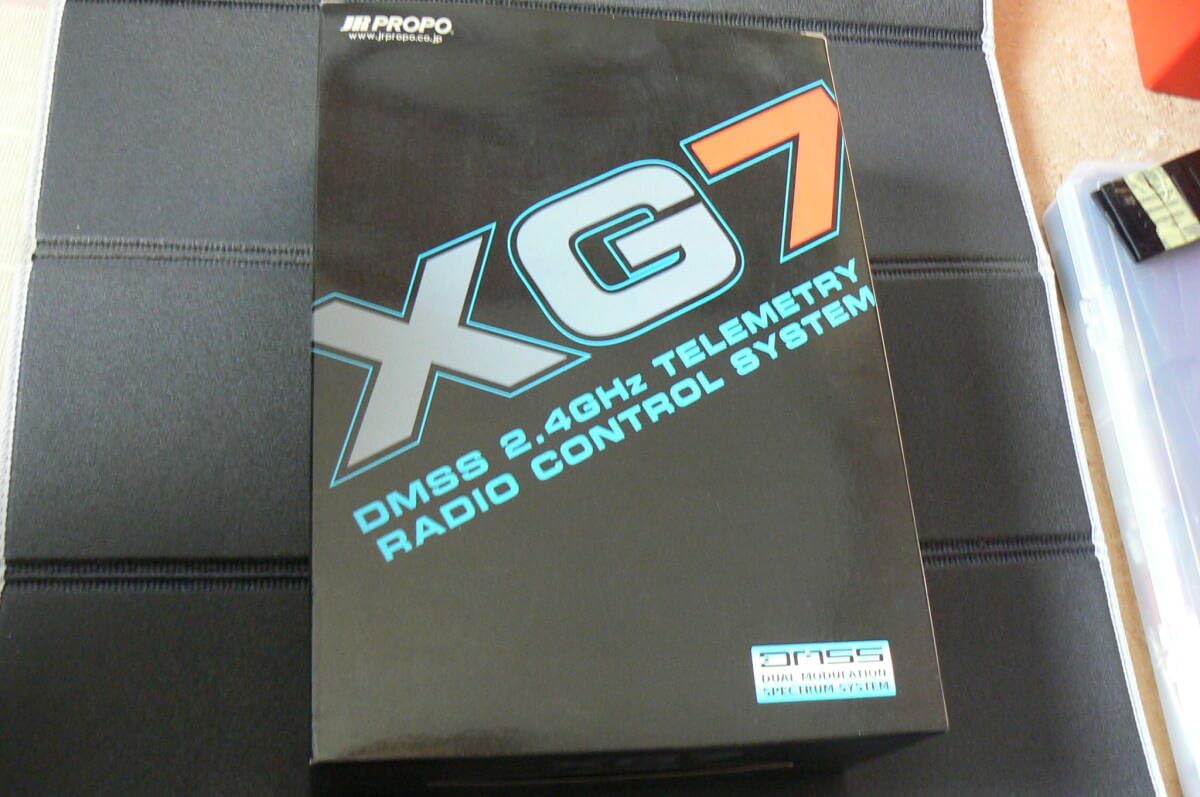 JR PROPO
www.jrpropo.co.jp
XG7
DMSS 2.4GHz TELEMETRY
RADIO CONTROL SYSTEM
DMSS
DUAL MODULATION
SPECTRUM SYSTEM